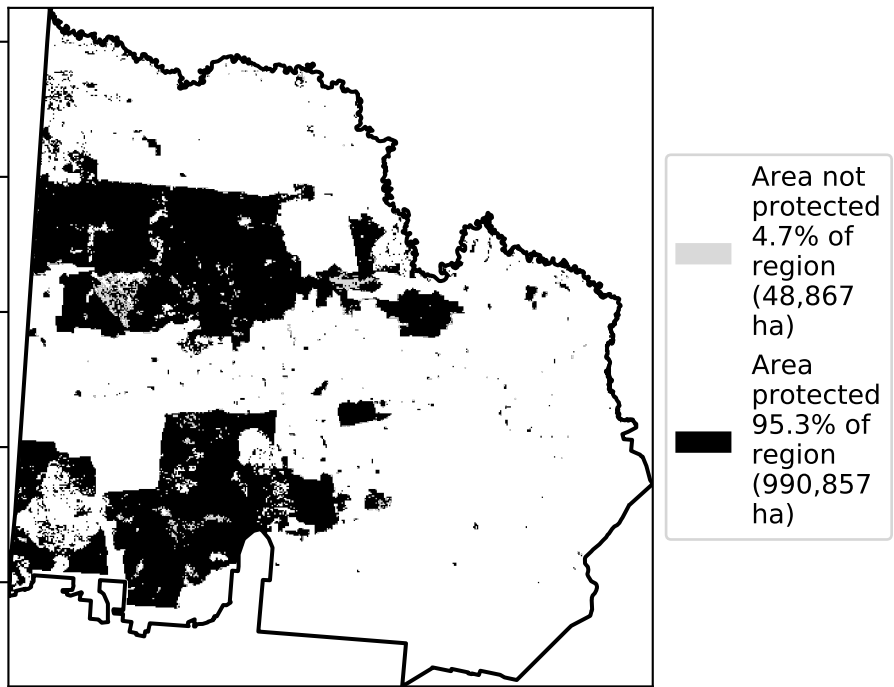 Area not
protected
4.7% of
region
(48,867
ha)
Area
protected
95.3% of
region
(990,857
ha)